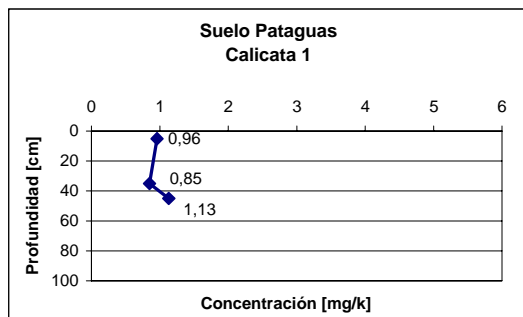 Suelo Pataguas
Calicata 1
0 1 2 3 4 5 6
0
20
40
60
80
100
0,96
0,85
1,13
Profundidad [cm]
Concentración [mg/k]